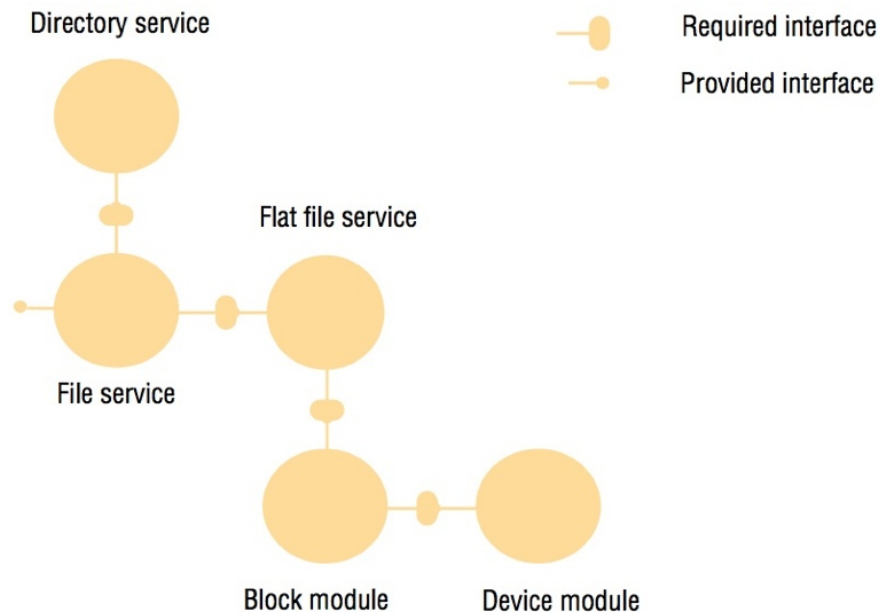 Directory service
Required interface
Provided interface
Flat file service
File service
Block module
Device module